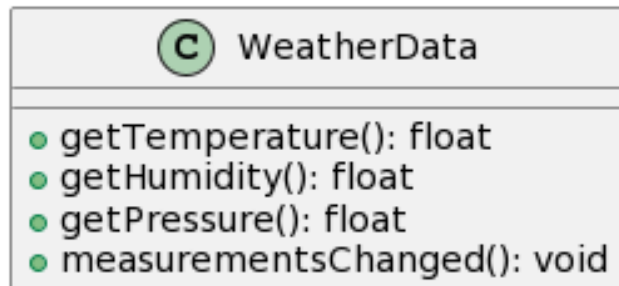 C WeatherData
getTemperature(): float
getHumidity(): float
getPressure(): float
measurementsChanged(): void